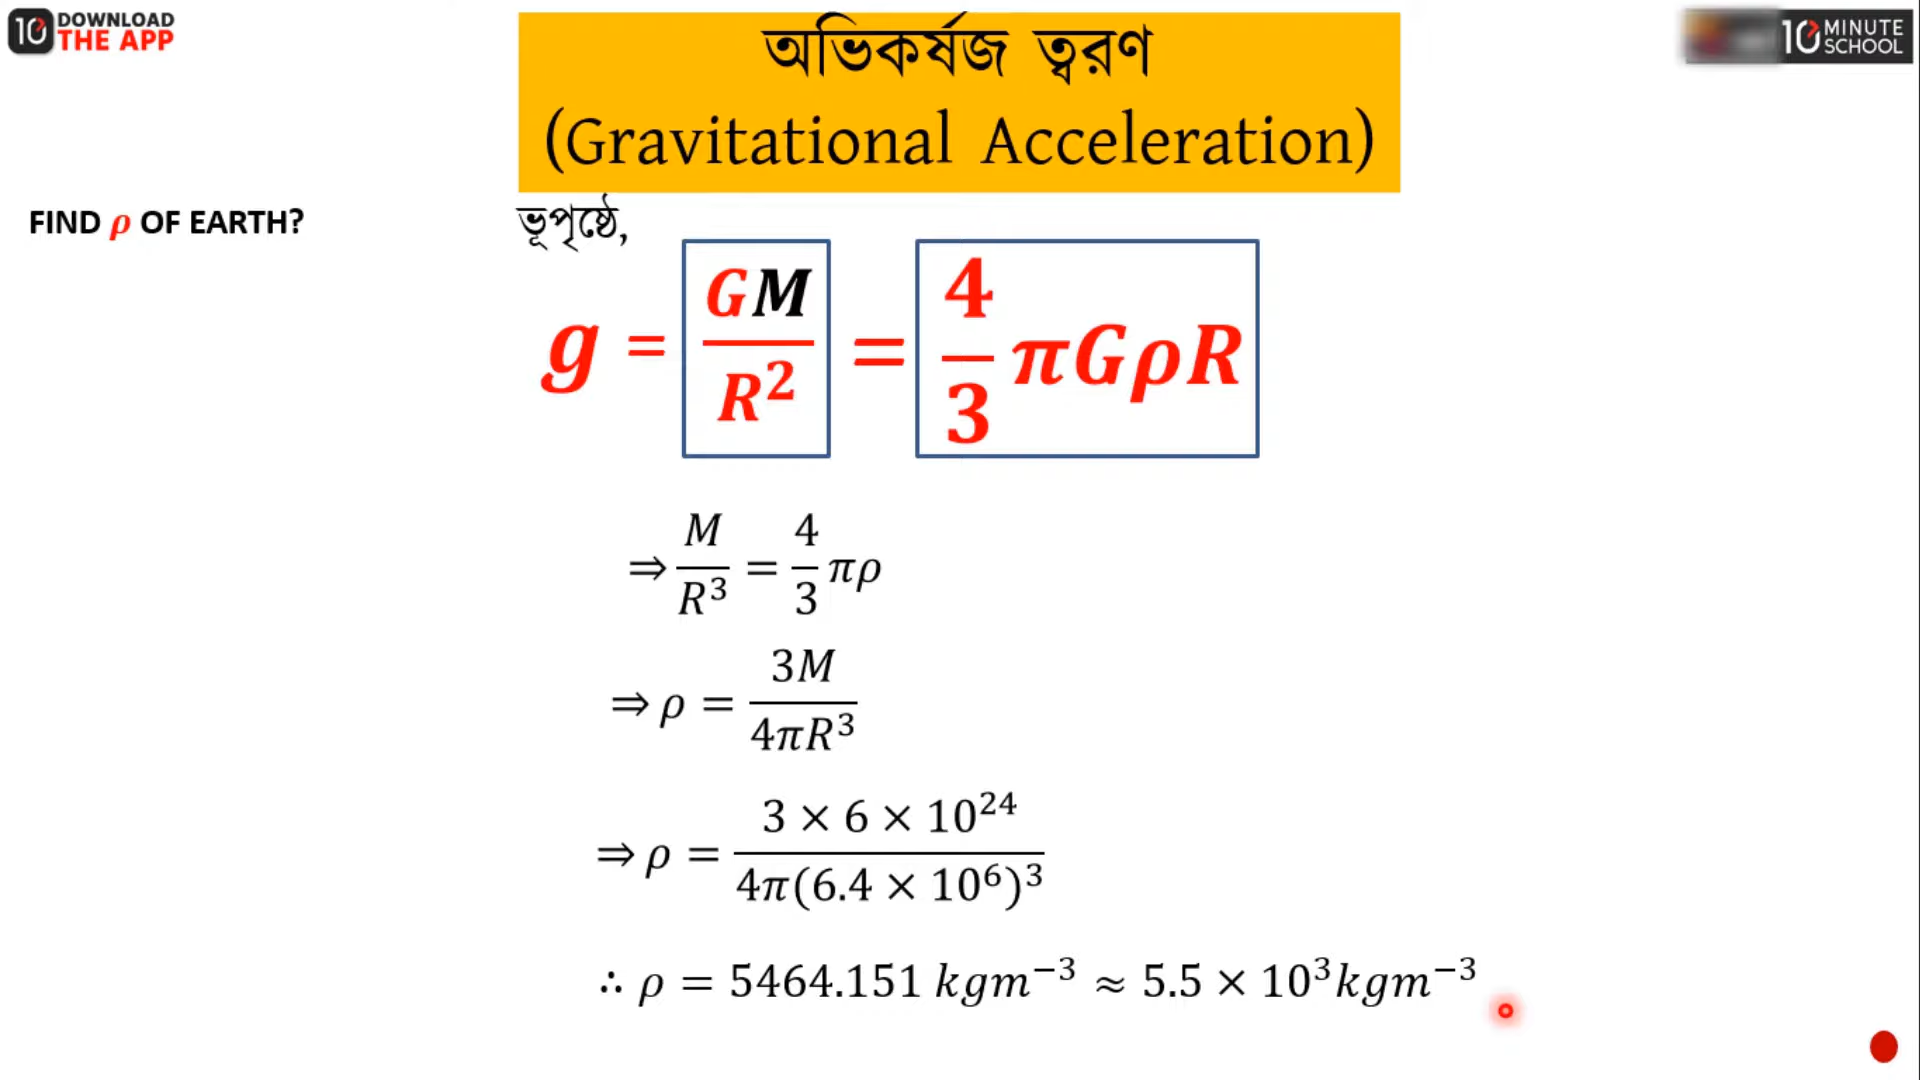 DOWNLOAD
THE APP
10 MINUTE
SCHOOL
অভিকর্ষজ ত্বরণ
(Gravitational Acceleration)
FIND ρ OF EARTH?
ভূপৃষ্ঠে,
g = GM/R² = 4/3 πGρR
⇒ M/R³ = 4/3 πρ
⇒ ρ = 3M/4πR³
⇒ ρ = 3 × 6 × 10²⁴/4π(6.4 × 10⁶)³
∴ ρ = 5464.151 kgm⁻³ ≈ 5.5 × 10³kgm⁻³